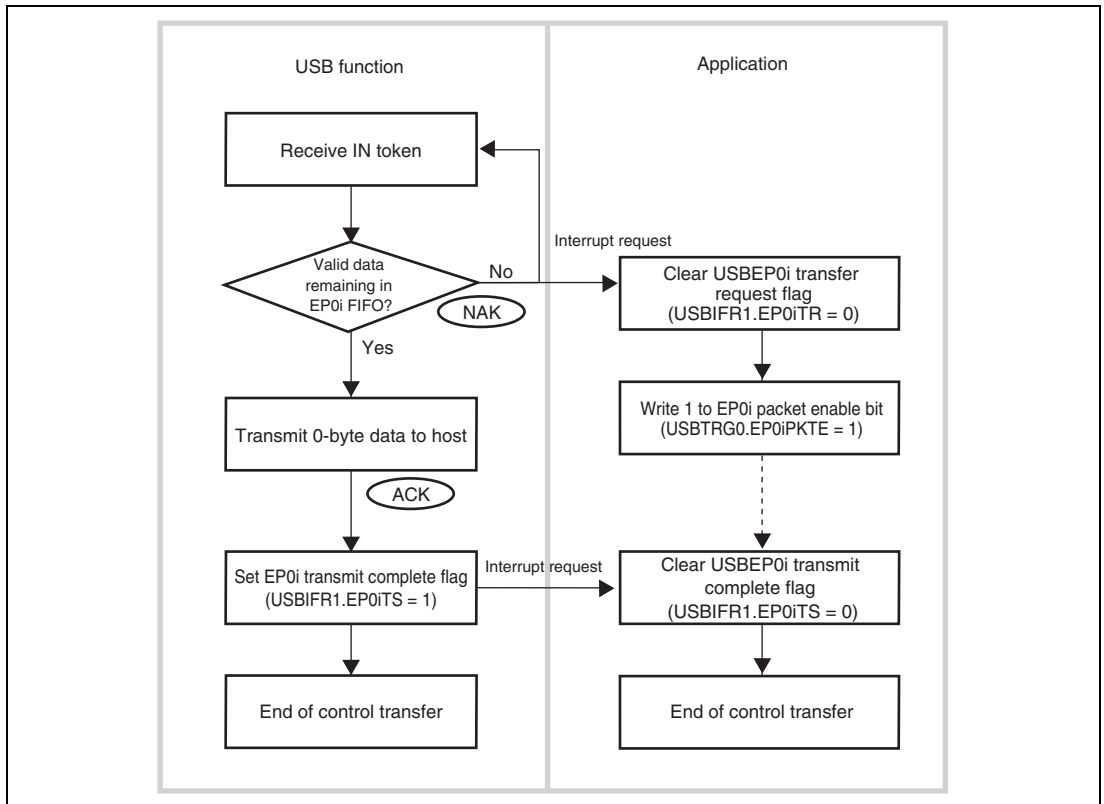 USB function
Application
Receive IN token
Interrupt request
Valid data
remaining in
EP0i FIFO?
No
NAK
Yes
Clear USBEP0i transfer
request flag
(USBIFR1.EP0iTR = 0)
Write 1 to EP0i packet enable bit
(USBTRG0.EP0iPKTE = 1)
Transmit 0-byte data to host
ACK
Set EP0i transmit complete flag
(USBIFR1.EP0iTS = 1)
Interrupt request
Clear USBEP0i transmit
complete flag
(USBIFR1.EP0iTS = 0)
End of control transfer
End of control transfer